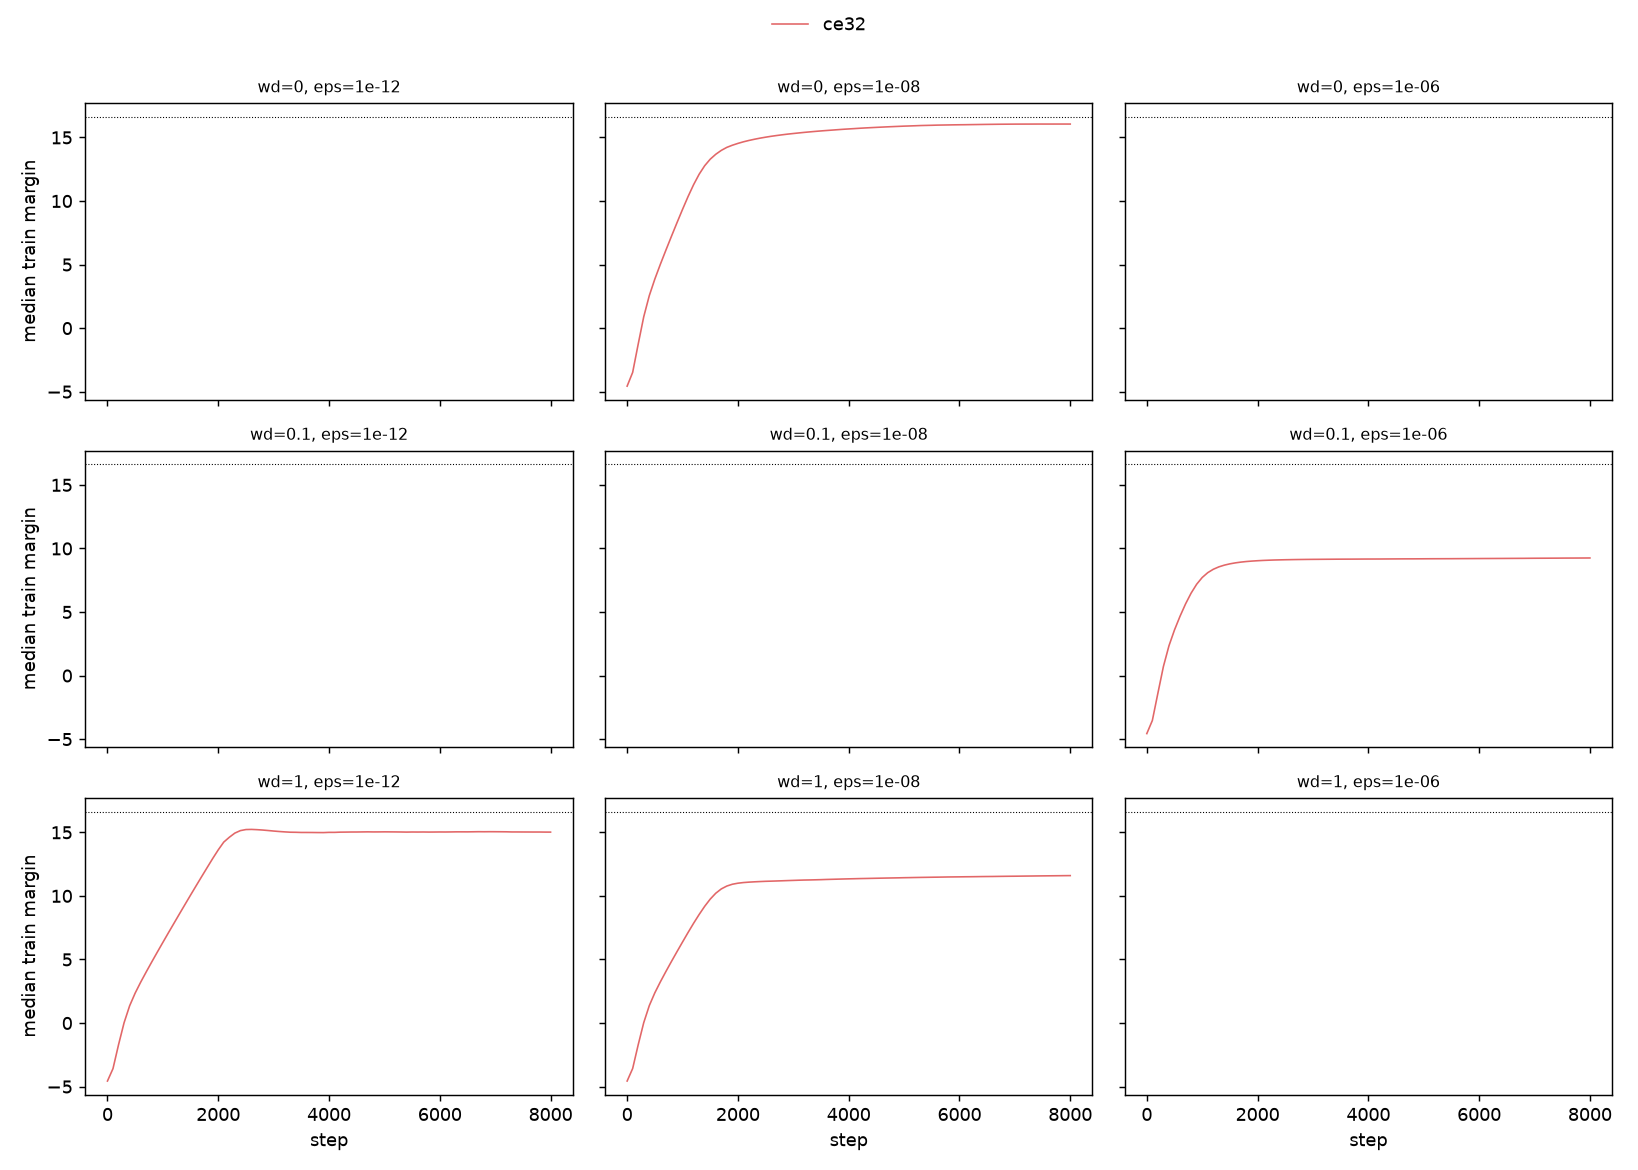 ce32
wd=0, eps=1e-12
wd=0, eps=1e-08
wd=0, eps=1e-06
median train margin
15
10
5
0
−5
wd=0.1, eps=1e-12
wd=0.1, eps=1e-08
wd=0.1, eps=1e-06
median train margin
15
10
5
0
−5
wd=1, eps=1e-12
wd=1, eps=1e-08
wd=1, eps=1e-06
median train margin
15
10
5
0
−5
0 2000 4000 6000 8000
0 2000 4000 6000 8000
0 2000 4000 6000 8000
step
step
step